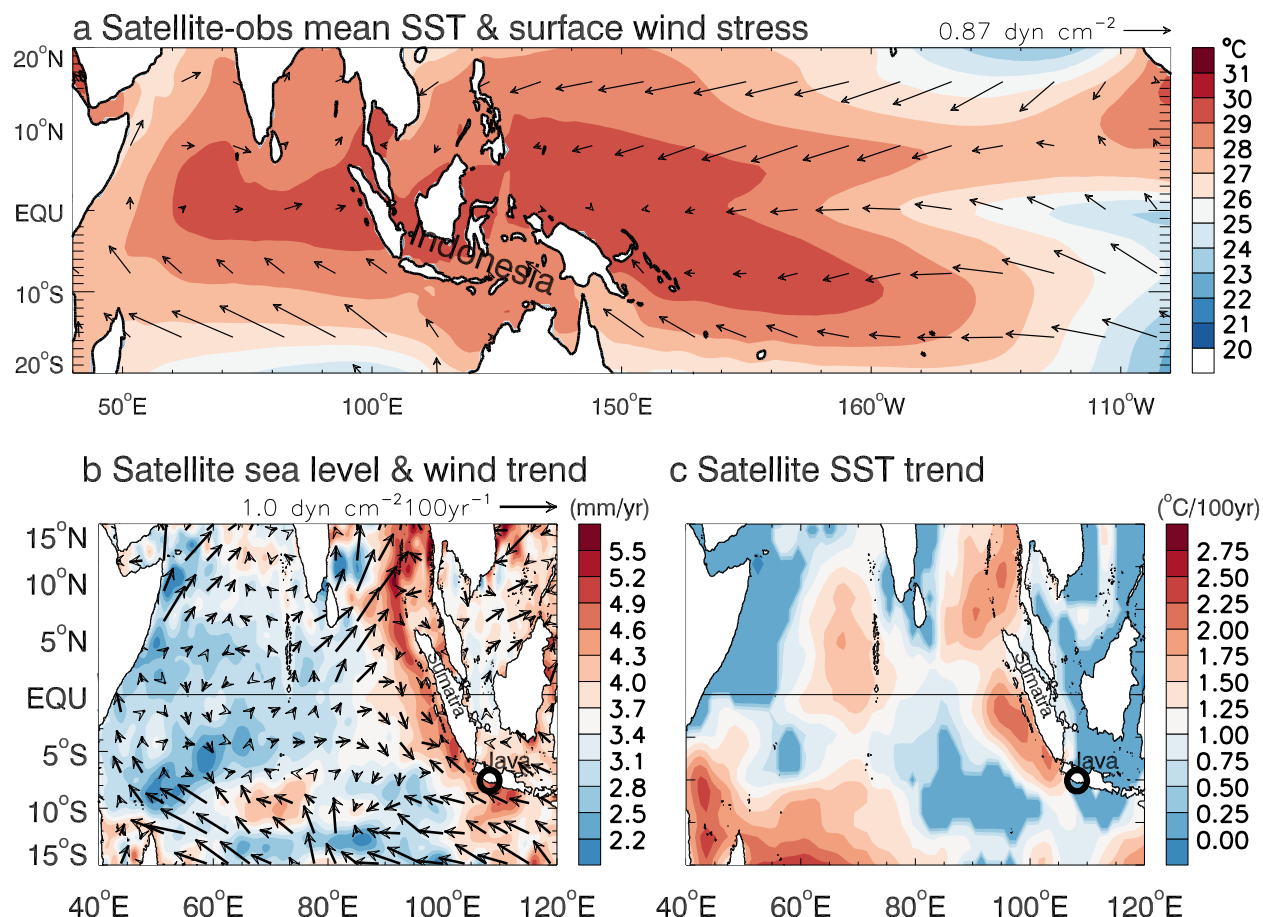 a Satellite-obs mean SST & surface wind stress
0.87 dyn cm⁻²
°C
20°N
10°N
EQU
10°S
20°S
31
30
29
28
27
26
25
24
23
22
21
20
Indonesia
50°E 100°E 150°E 160°W 110°W
b Satellite sea level & wind trend
1.0 dyn cm⁻²100yr⁻¹
(mm/yr)
15°N
10°N
5°N
EQU
5°S
10°S
15°S
5.5
5.2
4.9
4.6
4.3
4.0
3.7
3.4
3.1
2.8
2.5
2.2
Sumatra
Java
40°E 60°E 80°E 100°E 120°E
c Satellite SST trend
(°C/100yr)
2.75
2.50
2.25
2.00
1.75
1.50
1.25
1.00
0.75
0.50
0.25
0.00
Sumatra
Java
40°E 60°E 80°E 100°E 120°E